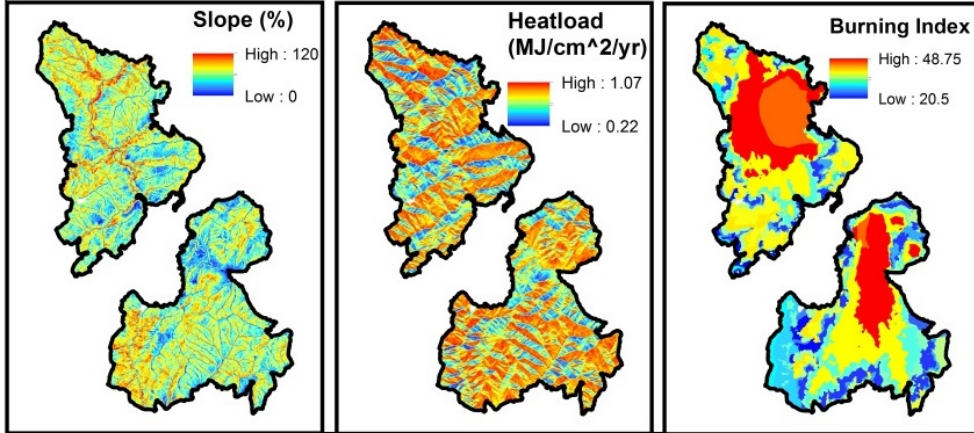 Slope (%)
High : 120
Low : 0
Heatload
(MJ/cm^2/yr)
High : 1.07
Low : 0.22
Burning Index
High : 48.75
Low : 20.5